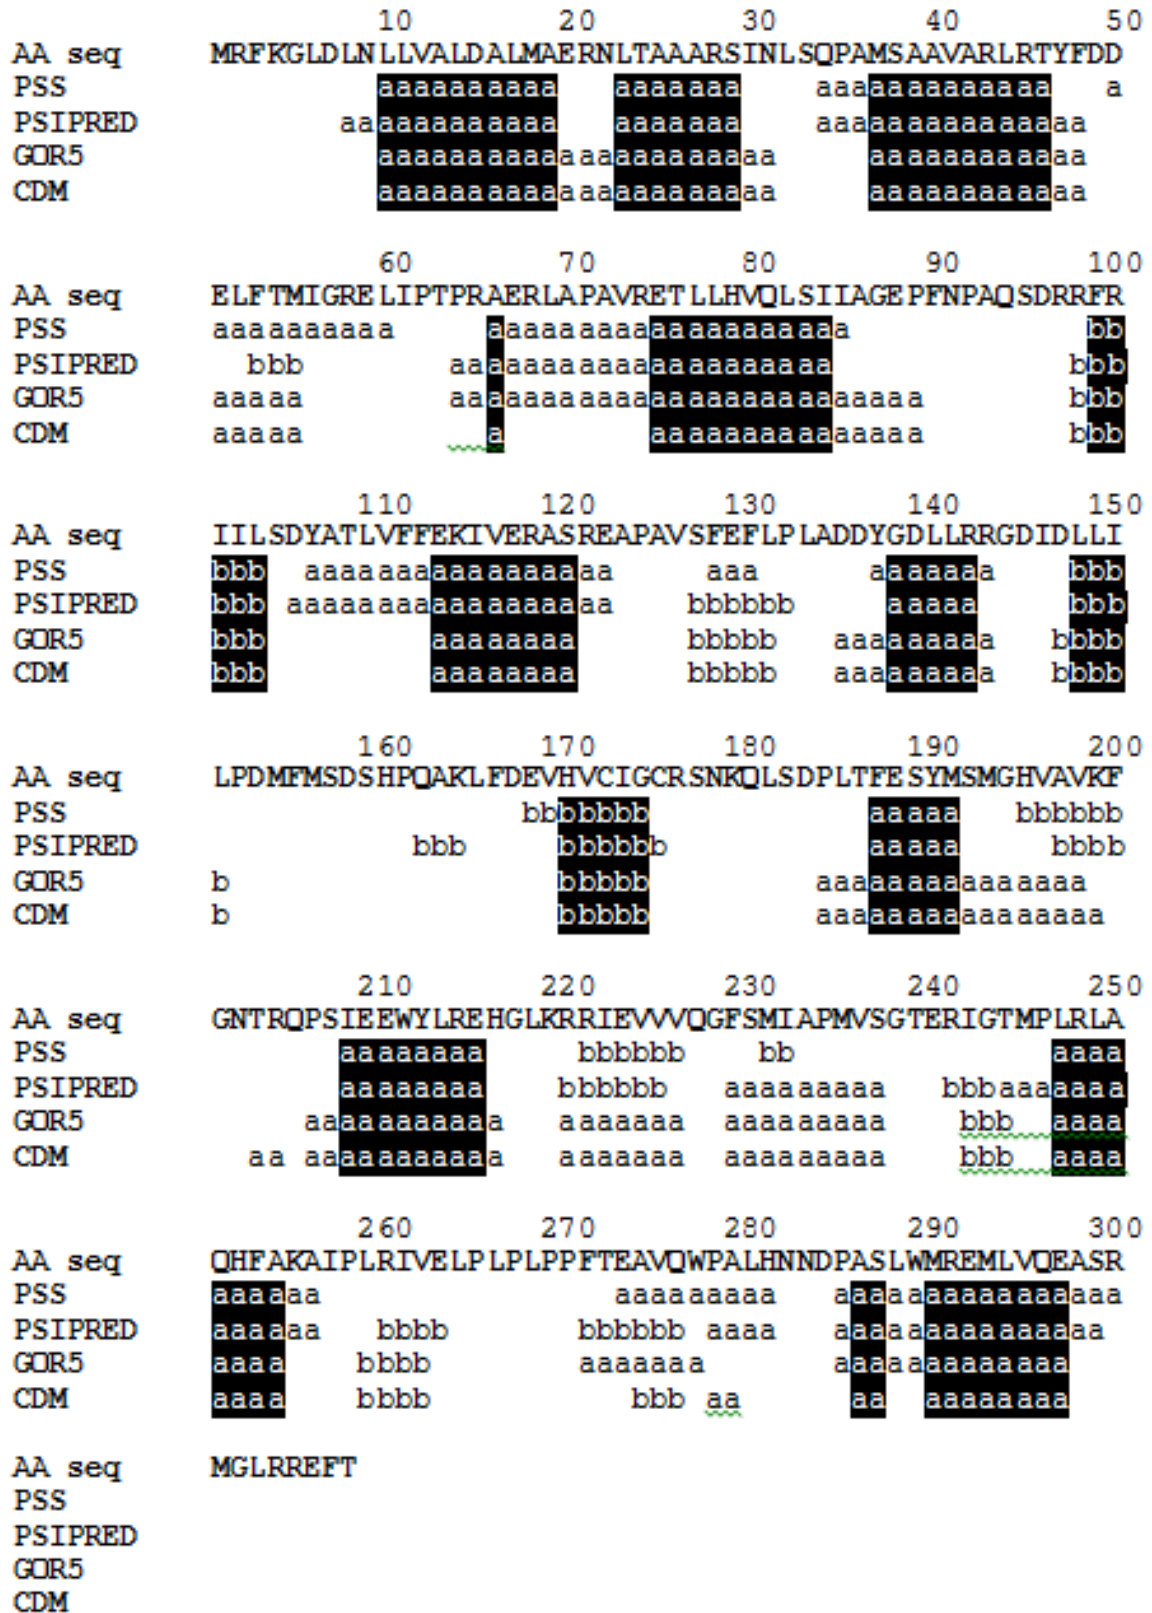 10 20 30 40 50
AA seq MRFKGLDLNLLVALDALMAERNLTAAARSINLSQPAMSAAVARLRTYFDD
PSS aaaaaaaaaa aaaaaaa aaaaaaaaaaaaa a
PSIPRED aaaaaaaaaaaa aaaaaaa aaaaaaaaaaaaaaa
GOR5 aaaaaaaaaaaaaaaaaaaaaa aaaaaaaaaaaa
CDM aaaaaaaaaaaaaaaaaaaaaa aaaaaaaaaaaa
60 70 80 90 100
AA seq ELFTMIGRELIPTPRAERLAPAVRETLLHVQLSIIAGEPFNPAQSDRRFR
PSS aaaaaaaaaa aaaaaaaaaaaaaaaaaaaa bb
PSIPRED bbb aaaaaaaaaaaaaaaaaaaaa bbb
GOR5 aaaaa aaaaaaaaaaaaaaaaaaaaaaaaaa bbb
CDM aaaaa a aaaaaaaaaaaaaaa bbb
110 120 130 140 150
AA seq IILSDYATLVFFEKIVERASREAPAVSFEFLPLADDYGDLLRRGDIDLLI
PSS bbb aaaaaaaaaaaaaaaaa aaa aaaaaaa bbb
PSIPRED bbb aaaaaaaaaaaaaaaaaa bbbbbb aaaaa bbb
GOR5 bbb aaaaaaaa bbbbb aaaaaaaaa bbbb
CDM bbb aaaaaaaa bbbbb aaaaaaaaa bbbb
160 170 180 190 200
AA seq LPDMFMSDSHPQAKLFDEVHVCIGCRSNKQLSDPLTFESYMSMGHVAVKF
PSS bbbbbbb aaaaa bbbbbb
PSIPRED bbb bbbbbb aaaaa bbbb
GOR5 b bbbbb aaaaaaaaaaaaaaa
CDM b bbbbb aaaaaaaaaaaaaaaa
210 220 230 240 250
AA seq GNTRQPSIEEWYLREHGLKRRIEVVVQGFSMIAPMVSGTERIGTMPLRLA
PSS aaaaaaaa bbbbbb bb aaaa
PSIPRED aaaaaaaa bbbbbb aaaaaaaaa bbbaaaaaaa
GOR5 aaaaaaaaaaa aaaaaaa aaaaaaaaa bbb aaaa
CDM aa aaaaaaaaaaa aaaaaaa aaaaaaaaa bbb aaaa
260 270 280 290 300
AA seq QHFAKAIPLRIVELPLPLPPFTEAVQWPALHNNDPASLWMREMLVQEASR
PSS aaaaaa aaaaaaaaa aaaaaaaaaaaaaaaa
PSIPRED aaaaaa bbbb bbbbbb aaaa aaaaaaaaaaaaaaa
GOR5 aaaa bbbb aaaaaaa aaaaaaaaaaaaa
CDM aaaa bbbb bbb aa aa aaaaaaaa
AA seq MGLRREFT
PSS
PSIPRED
GOR5
CDM